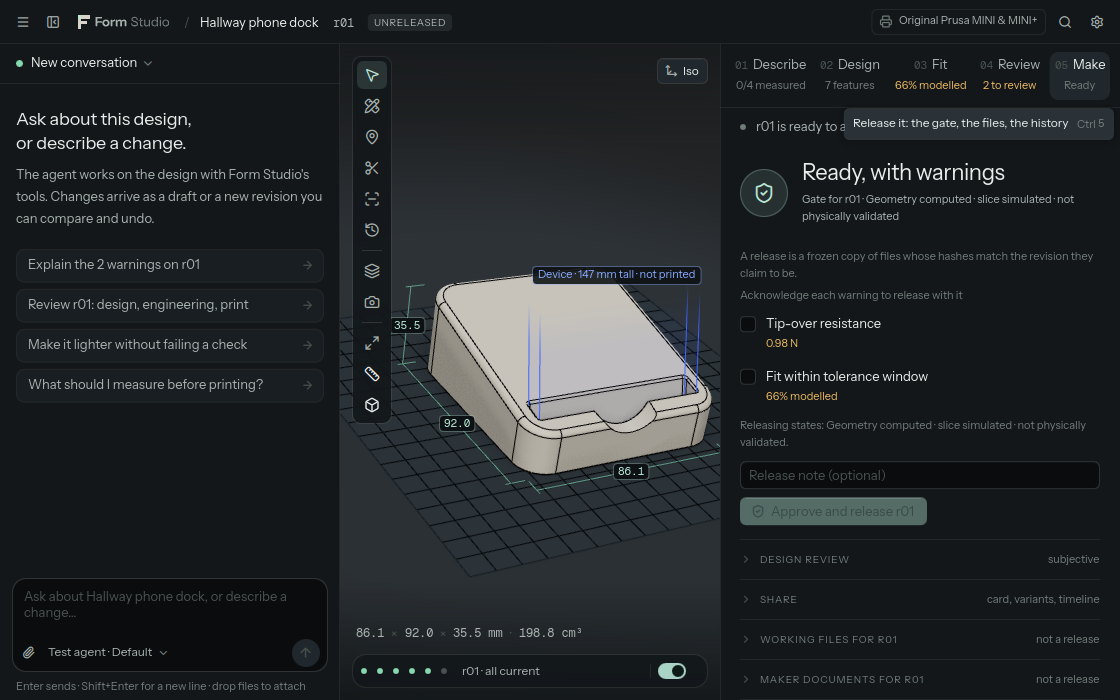 Form Studio / Hallway phone dock r01 UNRELEASED
Original Prusa MINI & MINI+
New conversation
Ask about this design,
or describe a change.
The agent works on the design with Form Studio's
tools. Changes arrive as a draft or a new revision you
can compare and undo.
Explain the 2 warnings on r01
Review r01: design, engineering, print
Make it lighter without failing a check
What should I measure before printing?
Ask about Hallway phone dock, or describe a
change...
Test agent · Default
Enter sends · Shift+Enter for a new line · drop files to attach
Iso
Device · 147 mm tall · not printed
35.5
92.0
86.1
86.1 × 92.0 × 35.5 mm · 198.8 cm³
r01 · all current
01 Describe
0/4 measured
02 Design
7 features
03 Fit
66% modelled
04 Review
2 to review
05 Make
Ready
r01 is ready to a
Release it: the gate, the files, the history Ctrl 5
Ready, with warnings
Gate for r01 · Geometry computed · slice simulated · not
physically validated
A release is a frozen copy of files whose hashes match the revision they
claim to be.
Acknowledge each warning to release with it
Tip-over resistance
0.98 N
Fit within tolerance window
66% modelled
Releasing states: Geometry computed · slice simulated · not physically
validated.
Release note (optional)
Approve and release r01
DESIGN REVIEW subjective
SHARE card, variants, timeline
WORKING FILES FOR R01 not a release
MAKER DOCUMENTS FOR R01 not a release